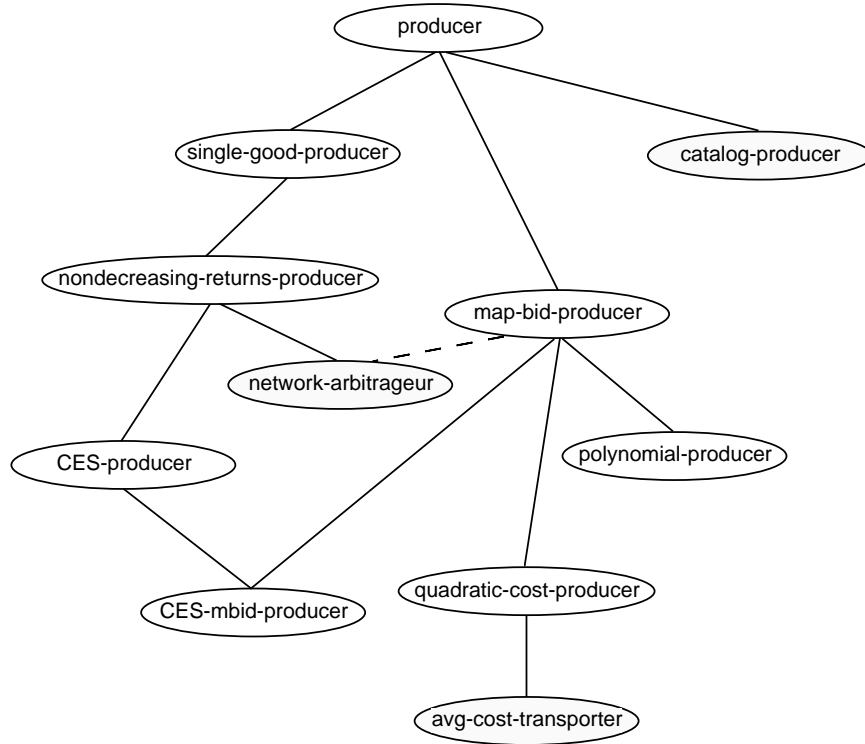 producer
single-good-producer
catalog-producer
nondecreasing-returns-producer
map-bid-producer
network-arbitrageur
CES-producer
polynomial-producer
quadratic-cost-producer
CES-mbid-producer
avg-cost-transporter